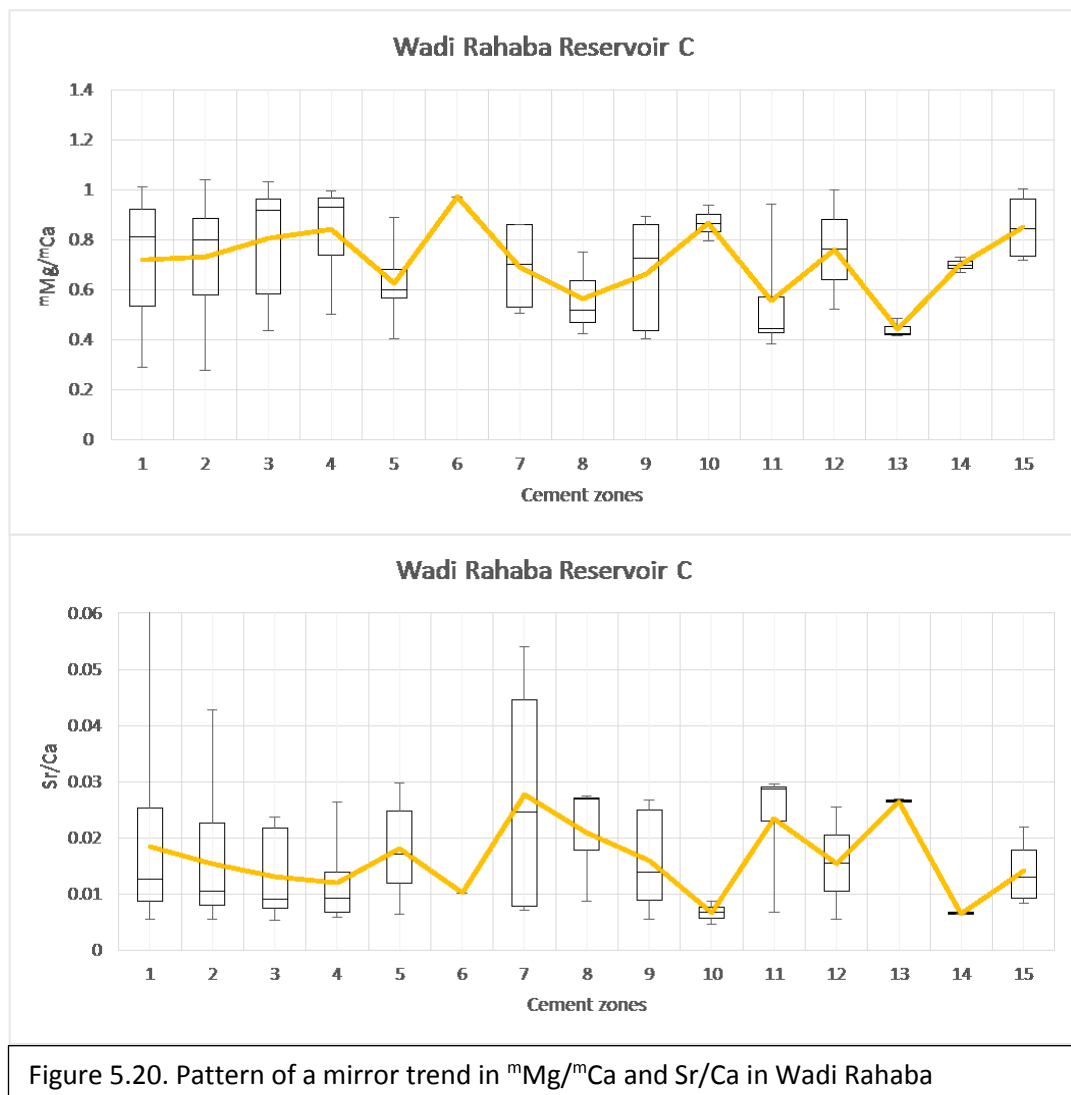 Wadi Rahaba Reservoir C
1.4
1.2
1
0.8
0.6
0.4
0.2
0
ᵐMg/ᵐCa
1 2 3 4 5 6 7 8 9 10 11 12 13 14 15
Cement zones
Wadi Rahaba Reservoir C
0.06
0.05
0.04
0.03
0.02
0.01
0
Sr/Ca
1 2 3 4 5 6 7 8 9 10 11 12 13 14 15
Cement zones
Figure 5.20. Pattern of a mirror trend in ᵐMg/ᵐCa and Sr/Ca in Wadi Rahaba